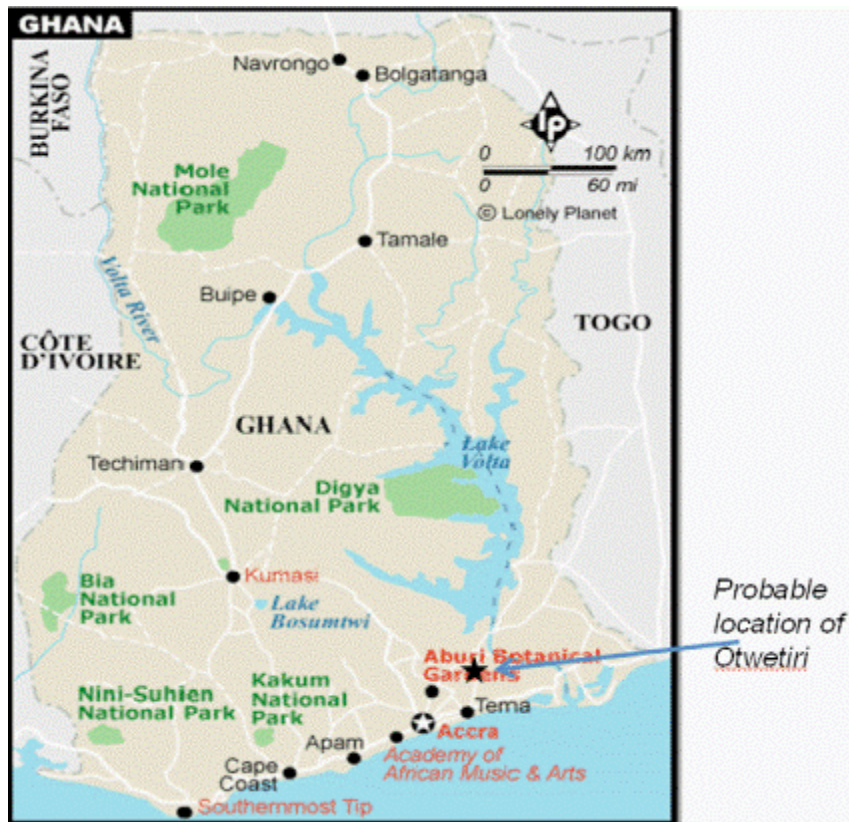 GHANA
BURKINA
FASO
Navrongo
Bolgatanga
lp
0 100 km
0 60 mi
© Lonely Planet
Mole
National
Park
Tamale
Volta River
Buipe
TOGO
CÔTE
D'IVOIRE
GHANA
Lake
Volta
Techiman
Digya
National Park
Kumasi
Bia
National
Park
Lake
Bosumtwi
Probable
location of
Otwetiri
Aburi Botanical
Gardens
Nini-Suhien
National Park
Kakum
National
Park
Tema
Accra
Apam
Academy of
African Music & Arts
Cape
Coast
Southernmost Tip